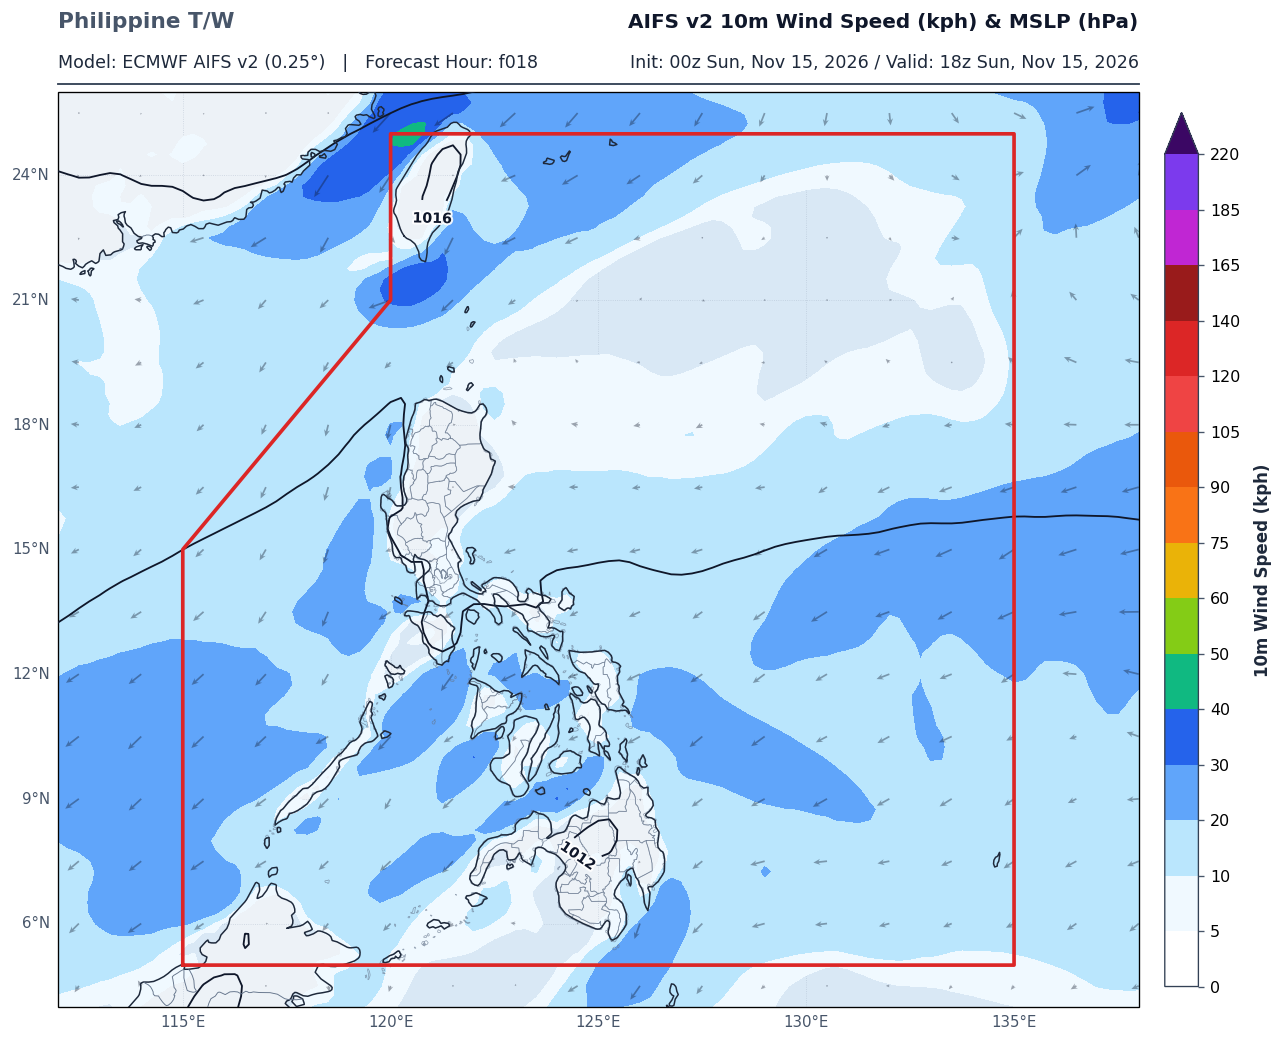 Philippine T/W
AIFS v2 10m Wind Speed (kph) & MSLP (hPa)
Model: ECMWF AIFS v2 (0.25°) | Forecast Hour: f018
Init: 00z Sun, Nov 15, 2026 / Valid: 18z Sun, Nov 15, 2026
24°N
21°N
18°N
15°N
12°N
9°N
6°N
115°E
120°E
125°E
130°E
135°E
1016
1012
220
185
165
140
120
105
90
75
60
50
40
30
20
10
5
0
10m Wind Speed (kph)